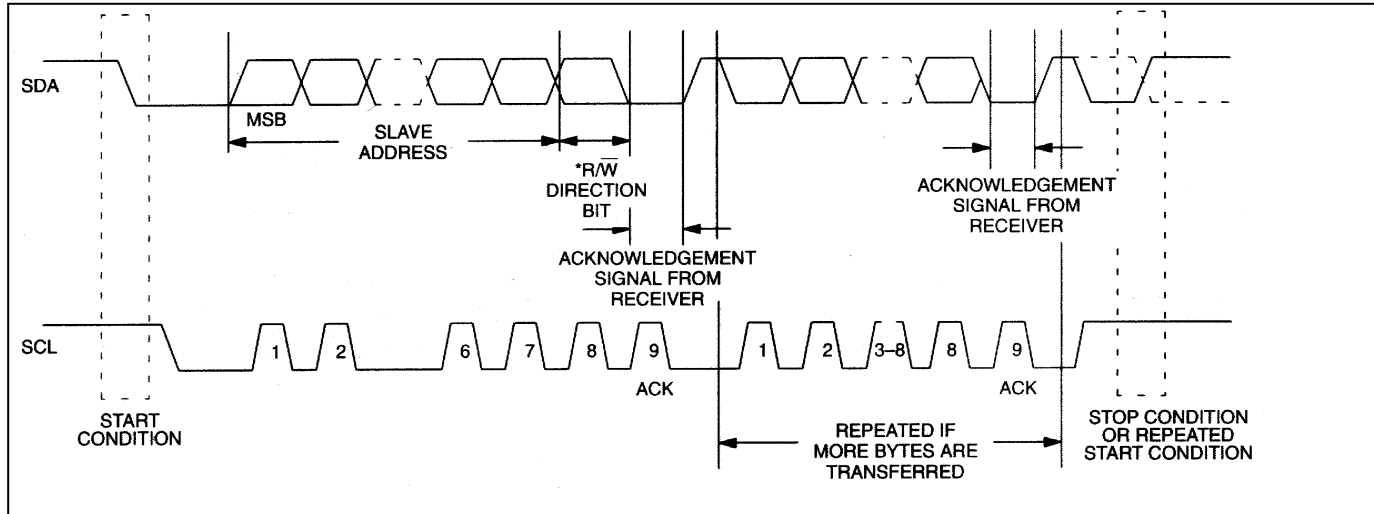 SDA
MSB
SLAVE
ADDRESS
*R/W̅
DIRECTION
BIT
ACKNOWLEDGEMENT
SIGNAL FROM
RECEIVER
ACKNOWLEDGEMENT
SIGNAL FROM
RECEIVER
SCL
1 2 6 7 8 9 1 2 3–8 8 9
ACK ACK
START
CONDITION
REPEATED IF
MORE BYTES ARE
TRANSFERRED
STOP CONDITION
OR REPEATED
START CONDITION